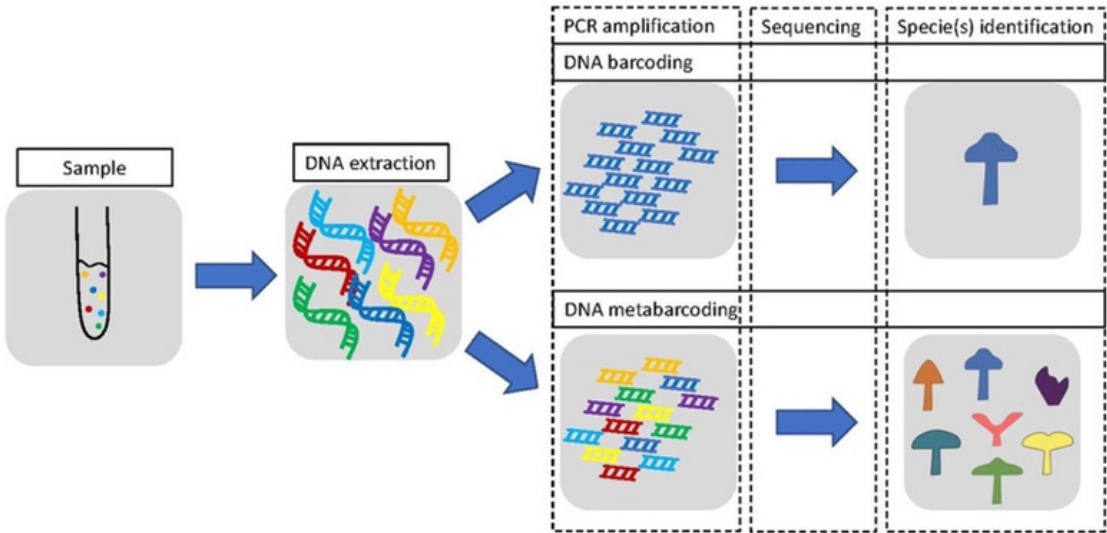 PCR amplification
Sequencing
Specie(s) identification
DNA barcoding
Sample
DNA extraction
DNA metabarcoding